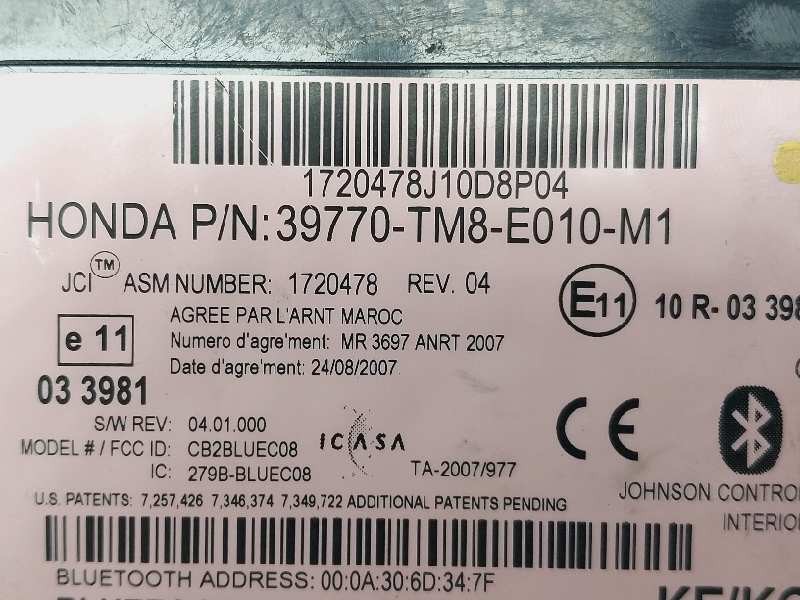 1720478J10D8P04
HONDA P/N: 39770-TM8-E010-M1
JCI™ ASM NUMBER: 1720478 REV. 04
E11 10 R- 03 398
e 11
AGREE PAR L'ARNT MAROC
Numero d'agre'ment: MR 3697 ANRT 2007
Date d'agre'ment: 24/08/2007
03 3981
S/W REV: 04.01.000
MODEL # / FCC ID: CB2BLUEC08
IC: 279B-BLUEC08
ICASA
TA-2007/977
CE
JOHNSON CONTRO
INTERIO
U.S. PATENTS: 7,257,426 7,346,374 7,349,722 ADDITIONAL PATENTS PENDING
BLUETOOTH ADDRESS: 00:0A:30:6D:34:7F